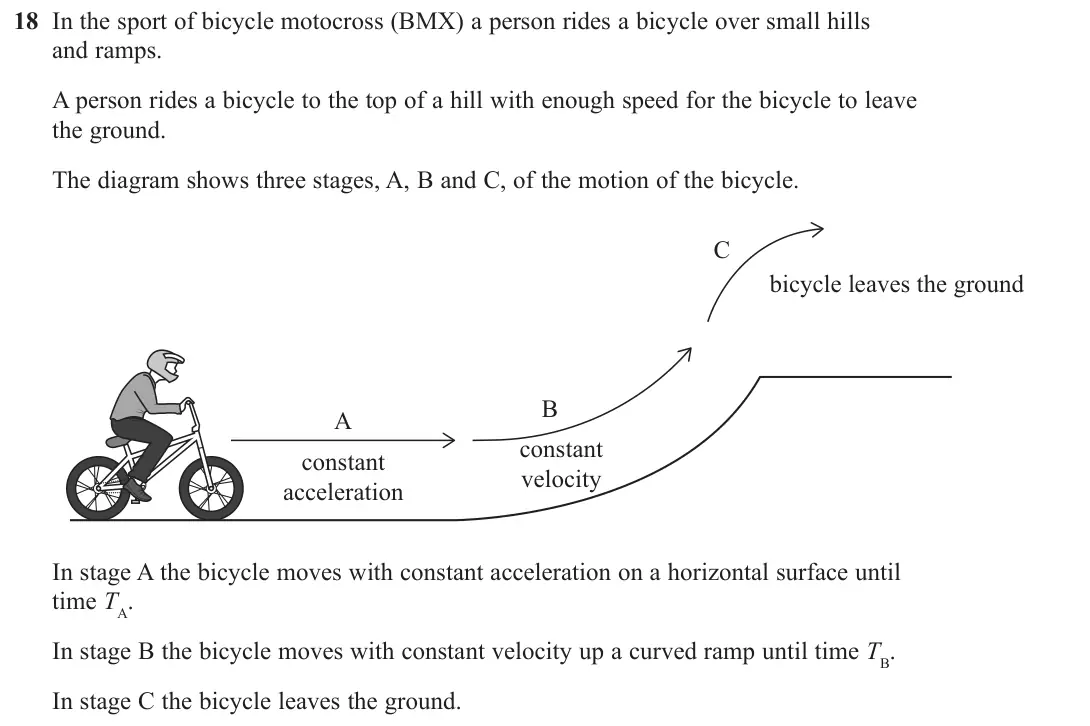 18 In the sport of bicycle motocross (BMX) a person rides a bicycle over small hills
and ramps.
A person rides a bicycle to the top of a hill with enough speed for the bicycle to leave
the ground.
The diagram shows three stages, A, B and C, of the motion of the bicycle.
C
bicycle leaves the ground
A
constant
acceleration
B
constant
velocity
In stage A the bicycle moves with constant acceleration on a horizontal surface until
time T_A.
In stage B the bicycle moves with constant velocity up a curved ramp until time T_B.
In stage C the bicycle leaves the ground.